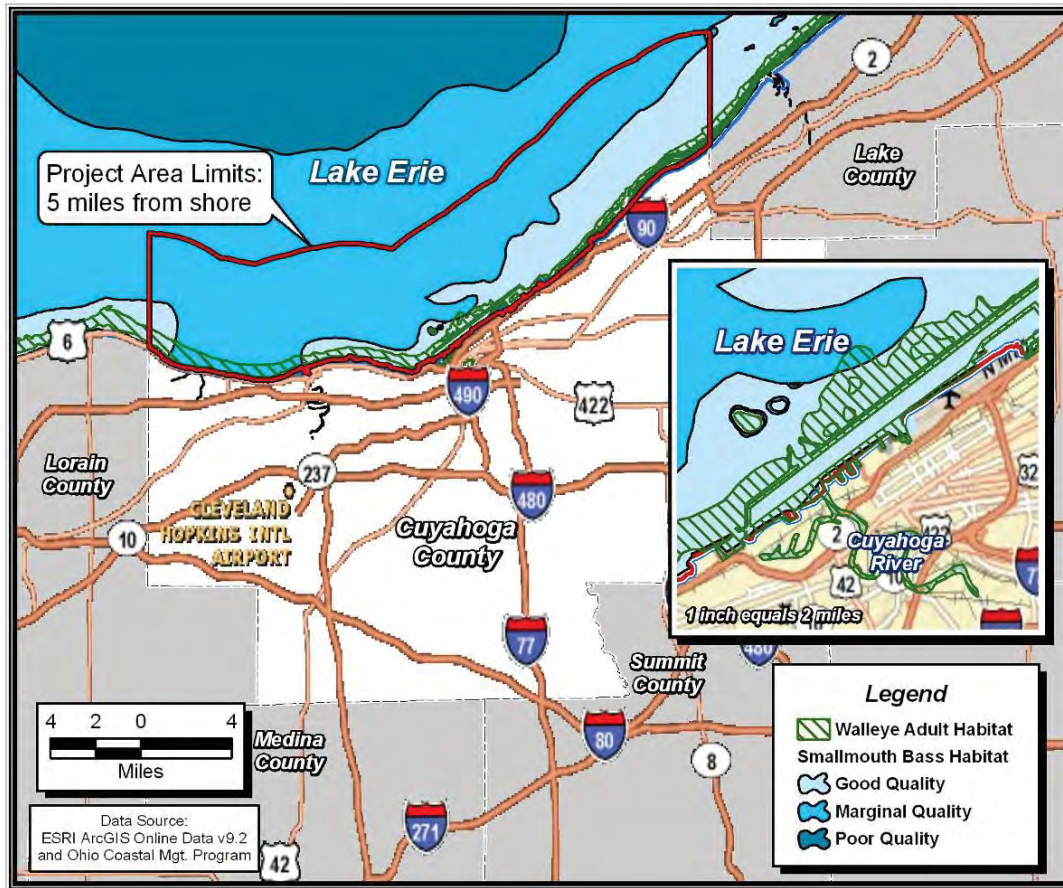 2
Lake Erie
Project Area Limits:
5 miles from shore
Lake
County
90
6
490
422
Lorain
County
237
480
CLEVELAND
HOPKINS INTL
AIRPORT
10
Cuyahoga
County
77
Summit
County
480
80
8
Medina
County
271
42
Lake Erie
2
422
Cuyahoga
River
10
42
32
1 inch equals 2 miles
4 2 0 4
Miles
Data Source:
ESRI ArcGIS Online Data v9.2
and Ohio Coastal Mgt. Program
Legend
Walleye Adult Habitat
Smallmouth Bass Habitat
Good Quality
Marginal Quality
Poor Quality